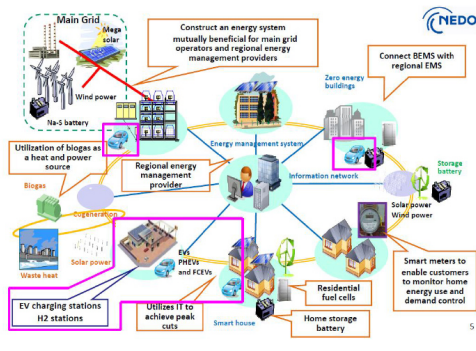 Main Grid
Mega
solar
Wind power
Na-S battery
Construct an energy system
mutually beneficial for main grid
operators and regional energy
management providers
NEDO
Connect BEMS with
regional EMS
Zero energy
buildings
Utilization of biogas as
a heat and power
source
Energy management system
Regional energy
management
provider
Information network
Storage
battery
Biogas
Cogeneration
Solar power
Wind power
Waste heat
Solar power
EVs
PHEVs
and FCEVs
Smart meters to
enable customers
to monitor home
energy use and
demand control
EV charging stations
H2 stations
Utilizes IT to
achieve peak
cuts
Residential
fuel cells
Smart house
Home storage
battery
5